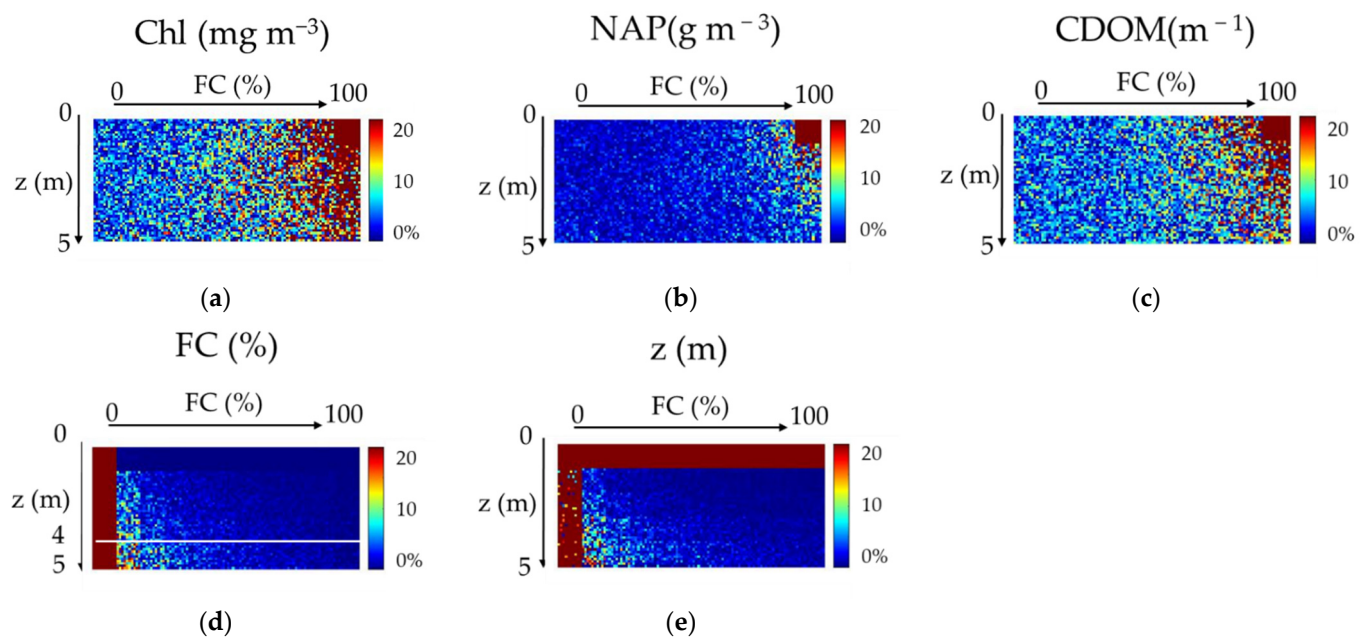 Chl (mg m⁻³)
NAP(g m ⁻ ³)
CDOM(m ⁻ ¹)
FC (%)
0
100
0
z (m)
5
20
10
0%
FC (%)
0
100
0
z (m)
5
20
10
0%
FC (%)
0
100
0
z (m)
5
20
10
0%
(a)
(b)
(c)
FC (%)
z (m)
FC (%)
0
100
0
z (m)
4
5
20
10
0%
FC (%)
0
100
0
z (m)
5
20
10
0%
(d)
(e)